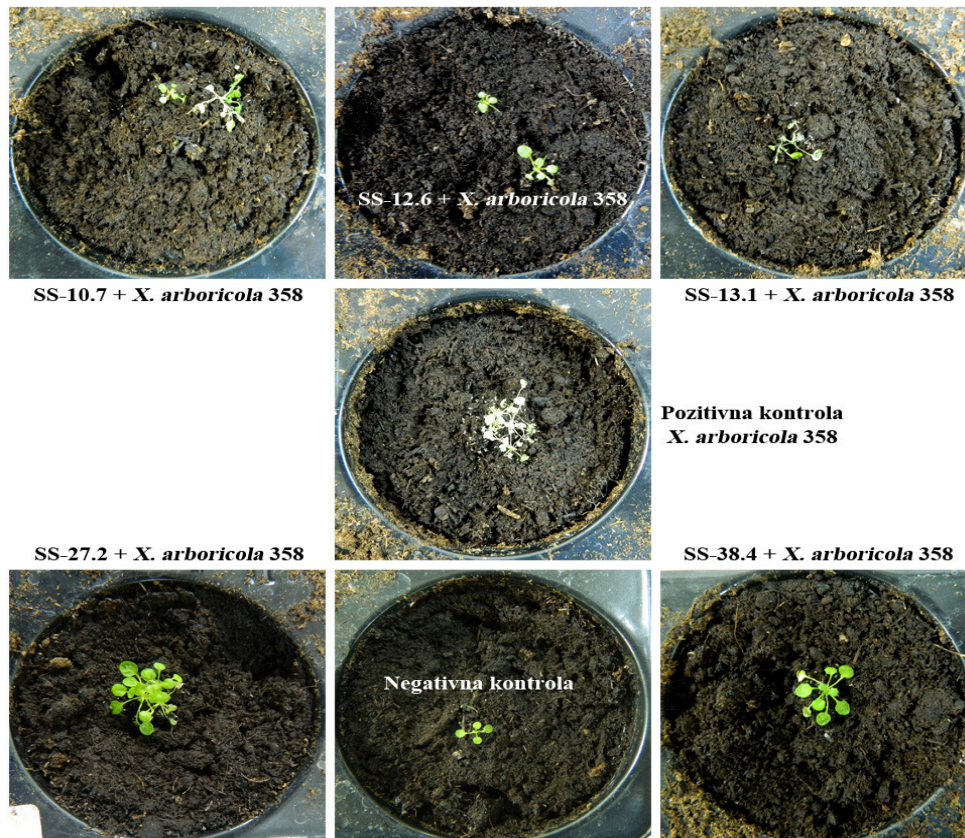 SS-12.6 + X. arboricola 358
SS-10.7 + X. arboricola 358
SS-13.1 + X. arboricola 358
Pozitivna kontrola
X. arboricola 358
SS-27.2 + X. arboricola 358
SS-38.4 + X. arboricola 358
Negativna kontrola